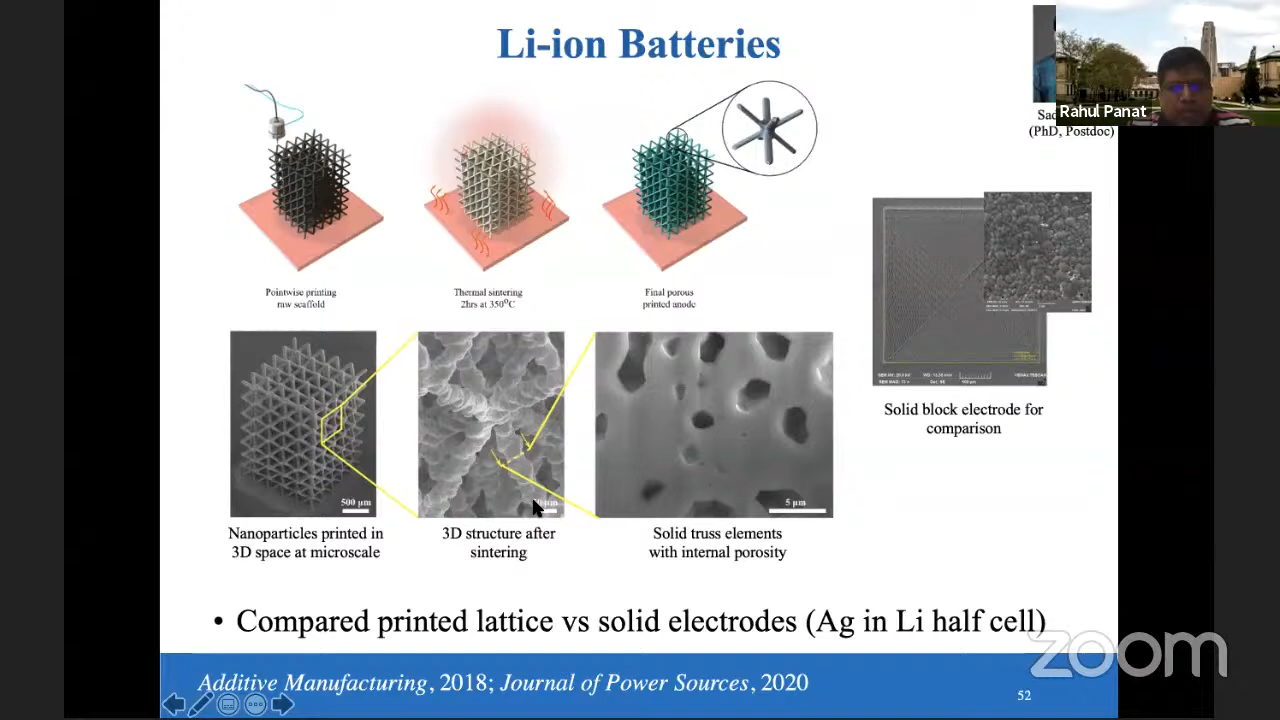 Li-ion Batteries
Rahul Panat
(PhD, Postdoc)
Pointwise printing
raw scaffold
Thermal sintering
2hrs at 350⁰C
Final porous
printed anode
Solid block electrode for
comparison
500 µm
5 µm
Nanoparticles printed in
3D space at microscale
3D structure after
sintering
Solid truss elements
with internal porosity
• Compared printed lattice vs solid electrodes (Ag in Li half cell)
zoom
Additive Manufacturing, 2018; Journal of Power Sources, 2020
52